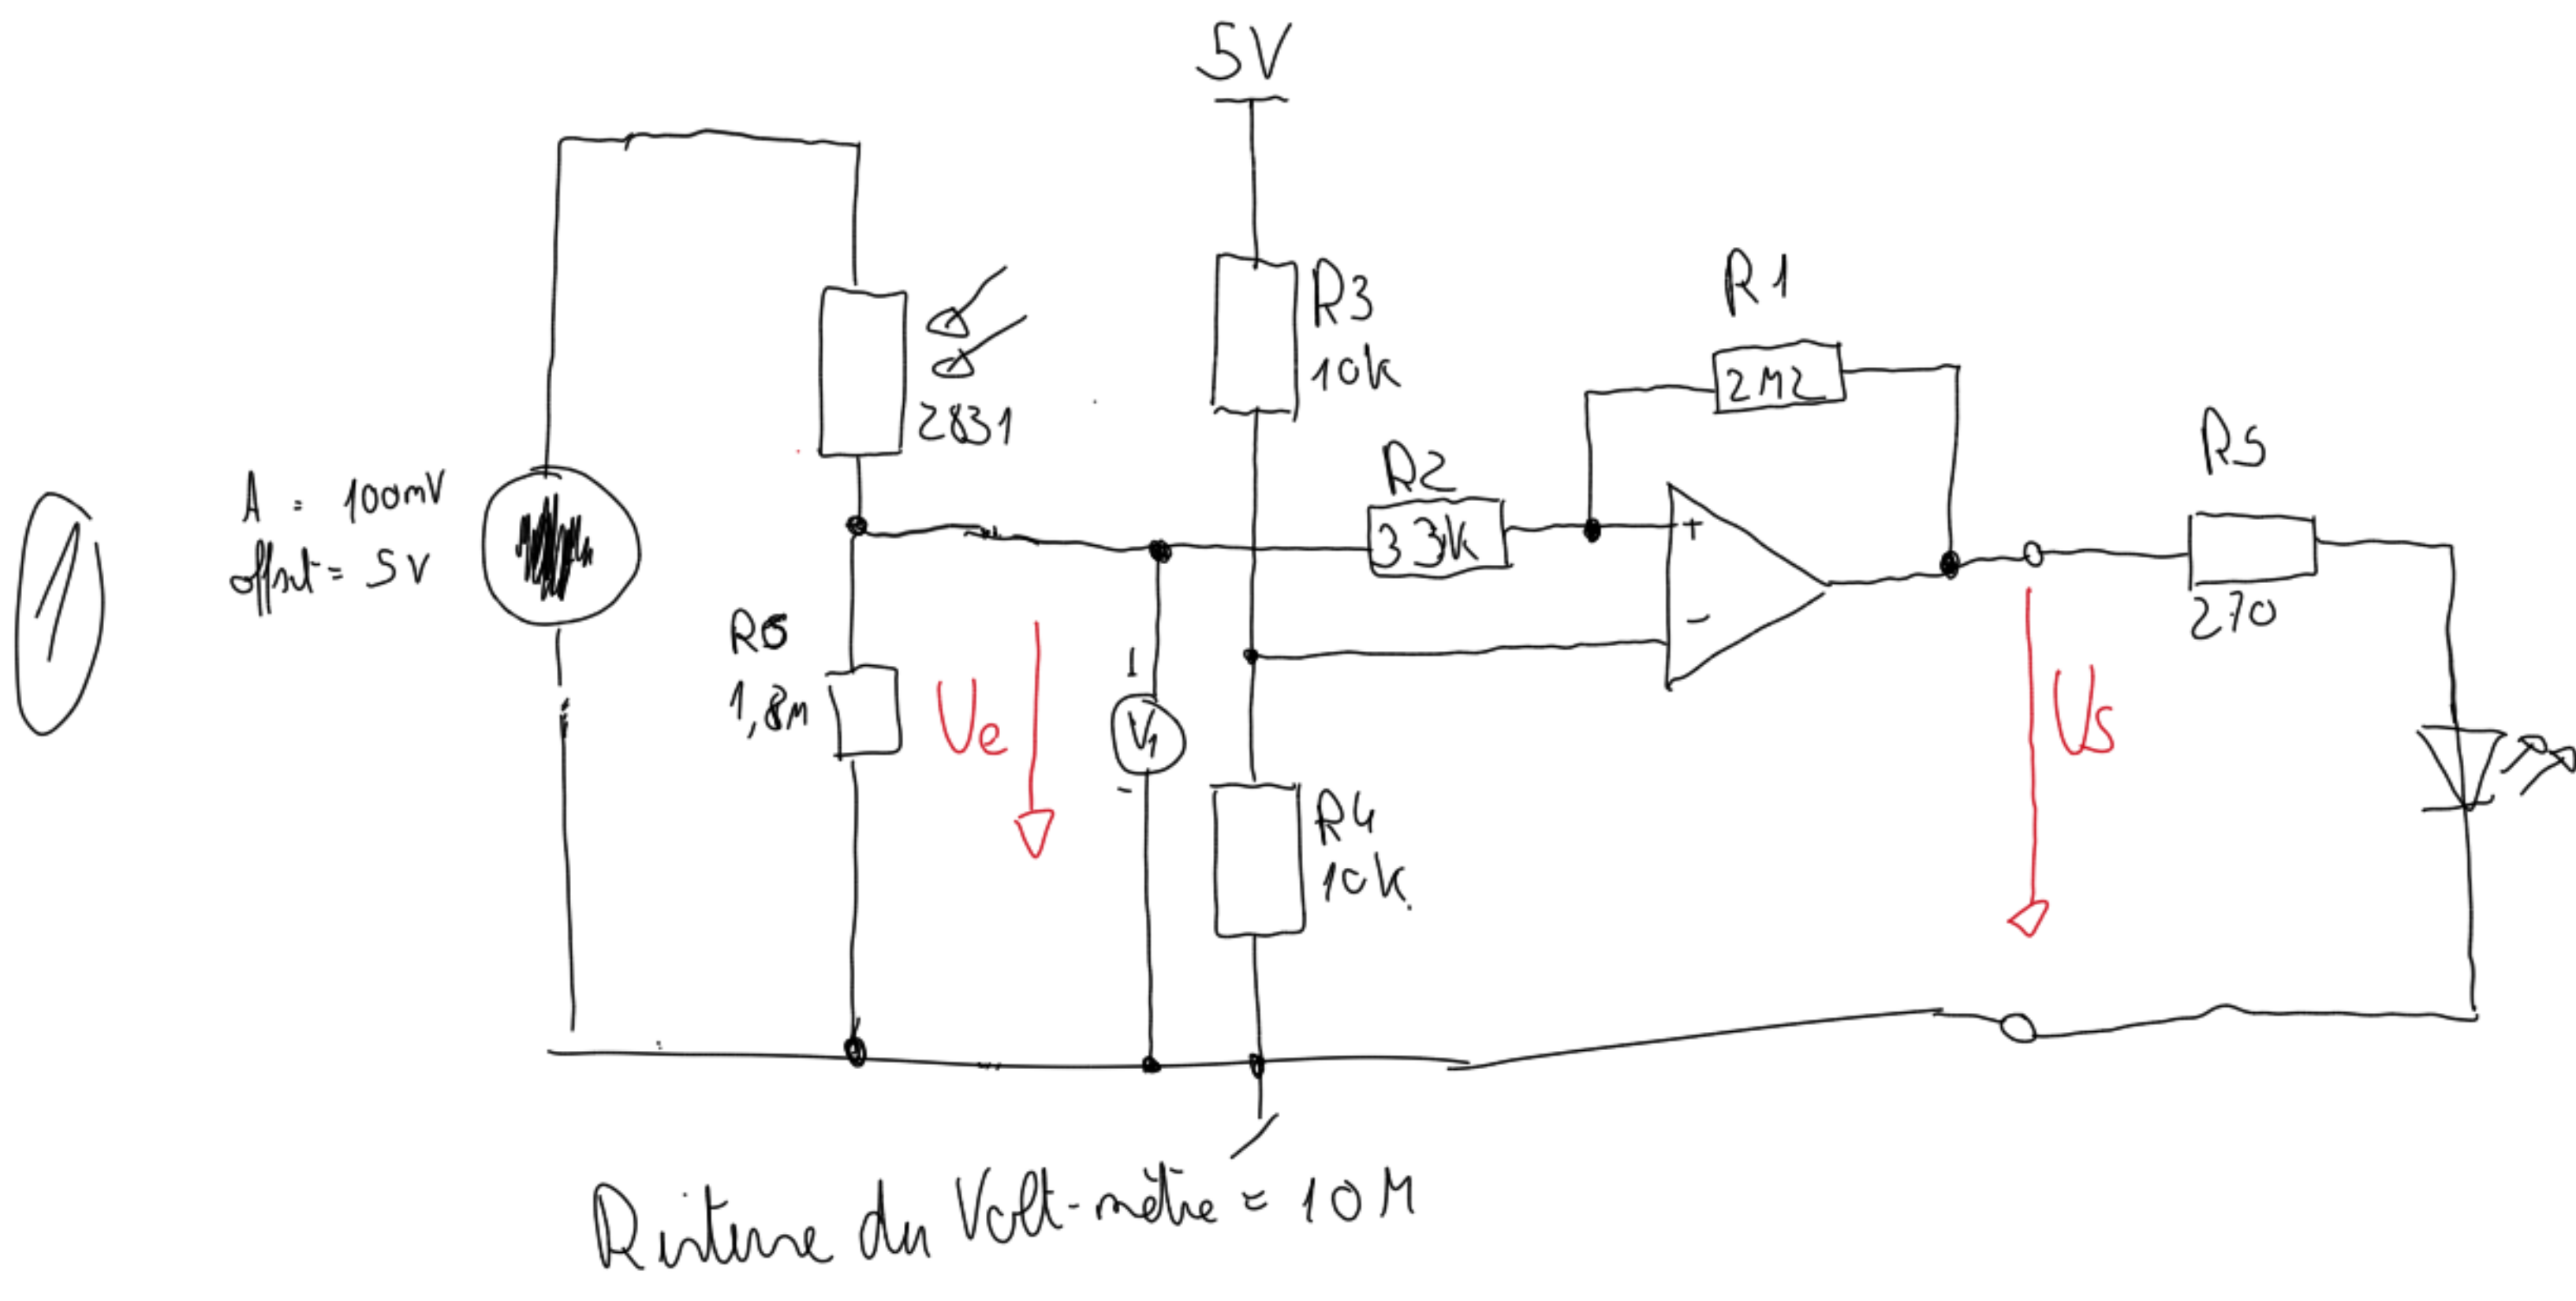 5V
R1
2M2
R3
10k
2831
A = 100mV
offset = 5V
R2
33k
+
-
R5
270
1
R6
1,8M
Ve
V1
-
Vs
R4
10k
Rinterne du Volt-mètre = 10M